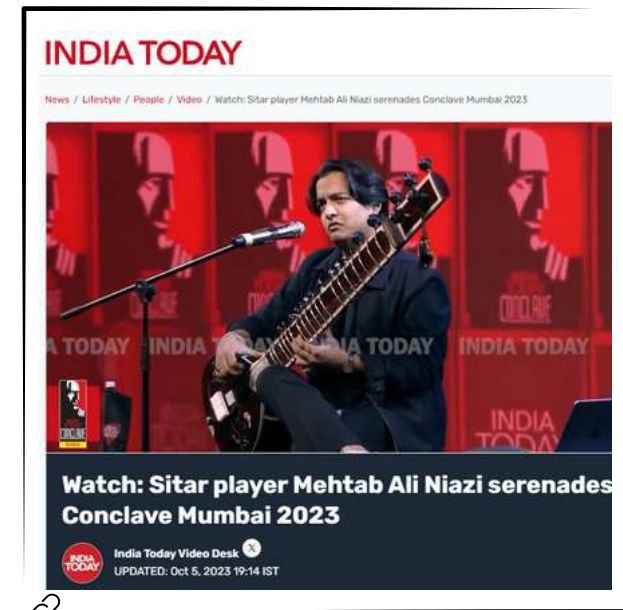 INDIA TODAY
News / Lifestyle / People / Video / Watch: Sitar player Mehtab Ali Niazi serenades Conclave Mumbai 2023
CONCLAVE
A TODAY INDIA TODAY INDIA TODAY
INDIA
TODAY
CONCLAVE
Watch: Sitar player Mehtab Ali Niazi serenades
Conclave Mumbai 2023
INDIA
TODAY
India Today Video Desk
UPDATED: Oct 5, 2023 19:14 IST